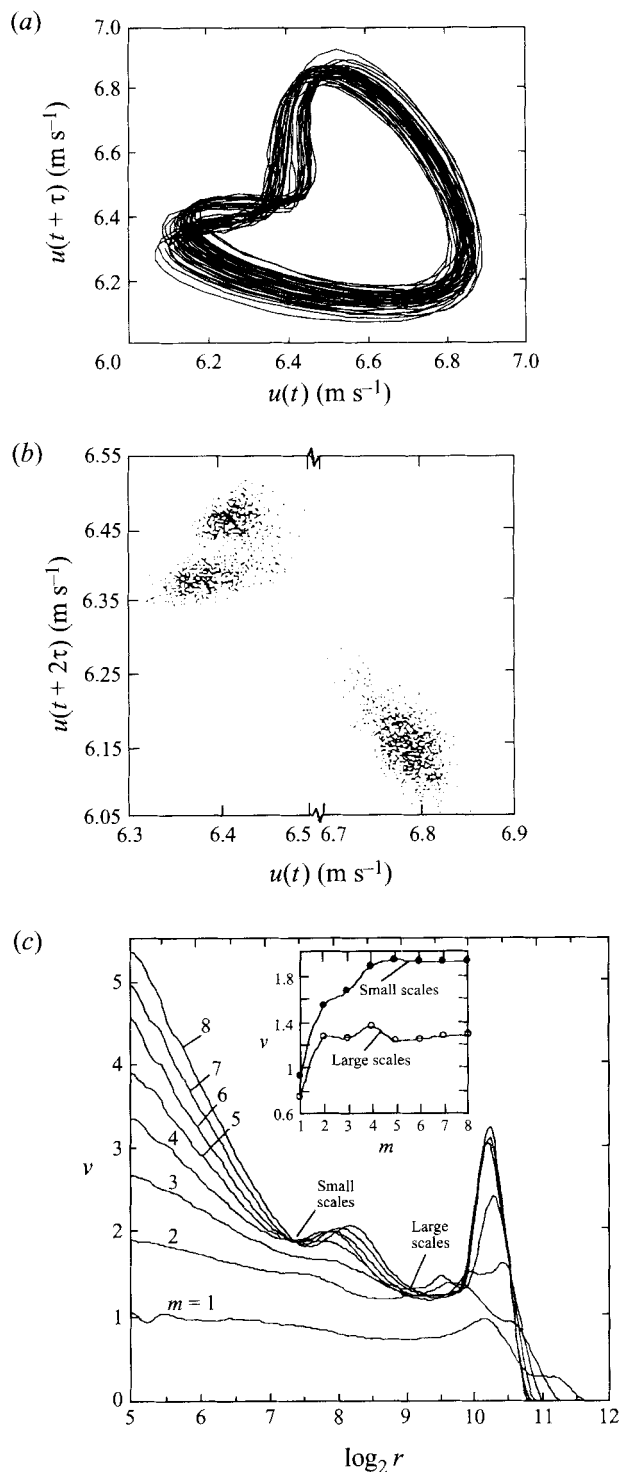 (a)
7.0
6.8
6.6
6.4
6.2
6.0
6.2
6.4
6.6
6.8
7.0
u(t + τ) (m s⁻¹)
u(t) (m s⁻¹)
(b)
6.55
6.45
6.35
6.25
6.15
6.05
6.3
6.4
6.5
6.7
6.8
6.9
u(t + 2τ) (m s⁻¹)
u(t) (m s⁻¹)
(c)
5
4
3
2
1
0
ν
1.8
1.4
1
0.6
ν
Small scales
Large scales
1 2 3 4 5 6 7 8
m
8
7
6
5
4
3
2
m = 1
Small
scales
Large
scales
5 6 7 8 9 10 11 12
log₂ r